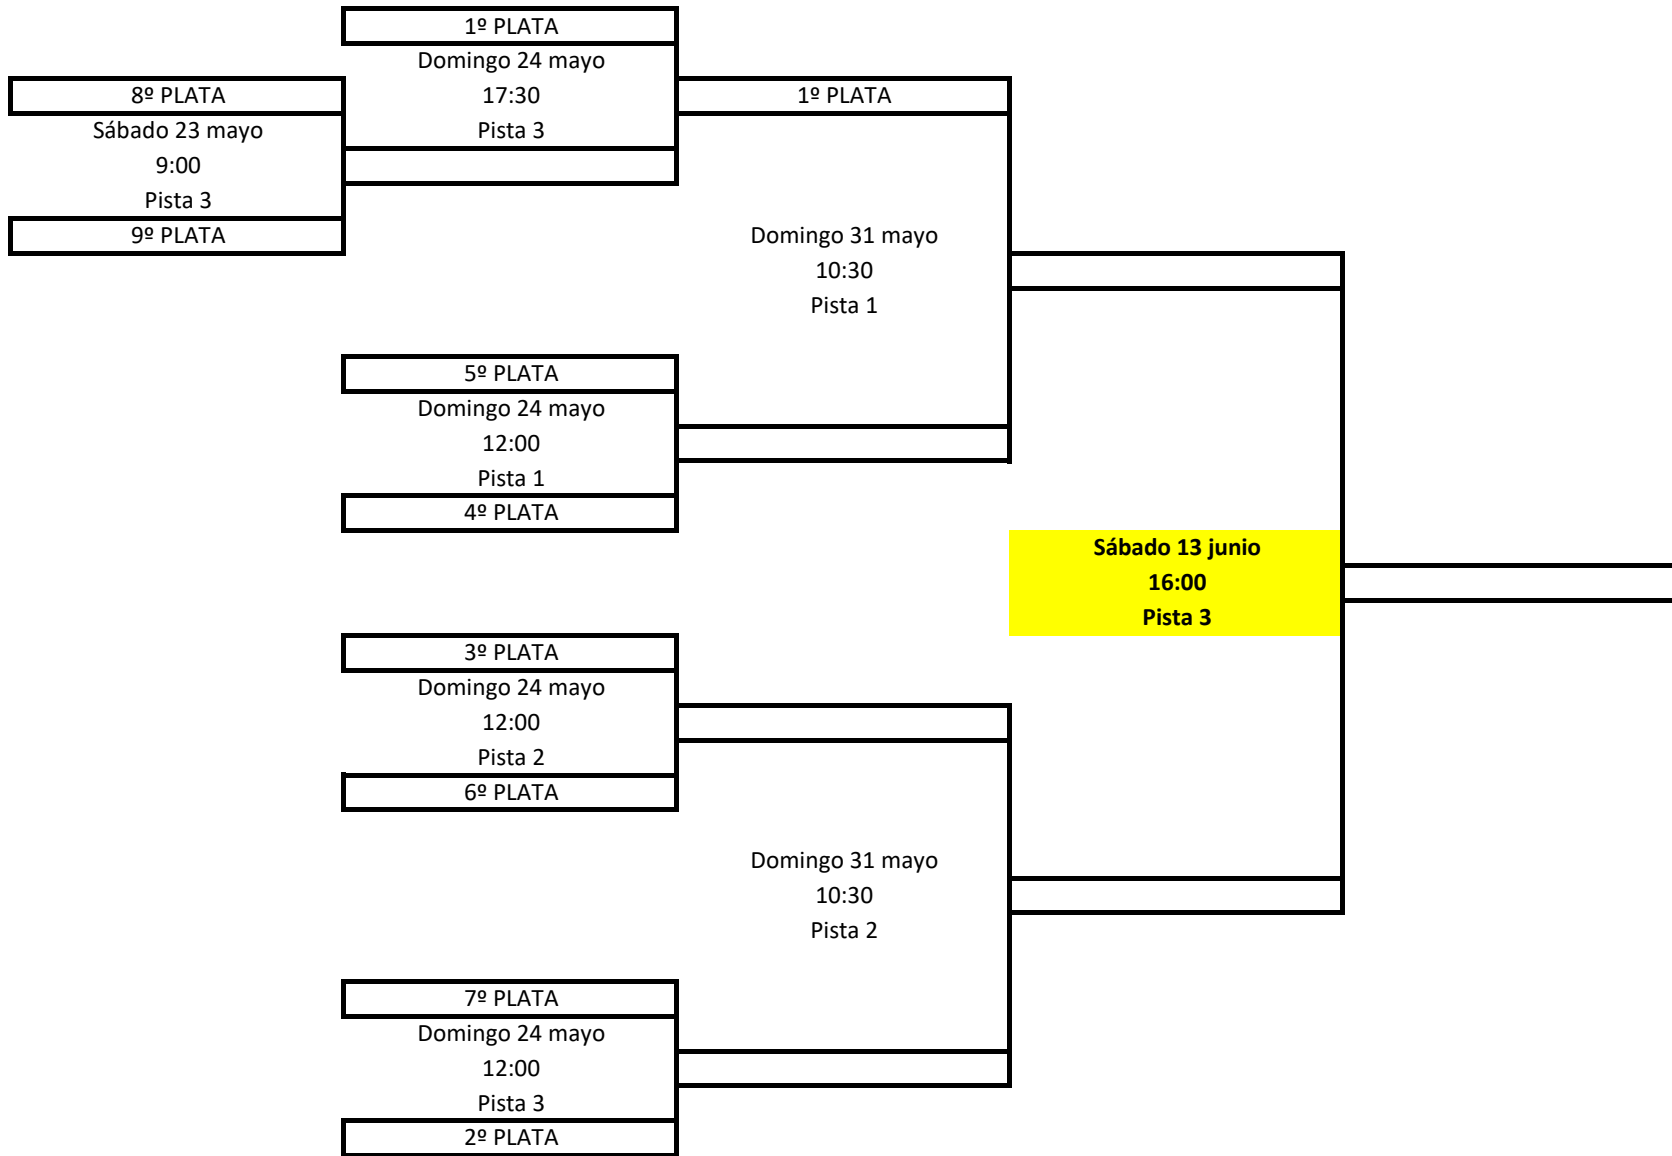 1º PLATA
Domingo 24 mayo
17:30
Pista 3
8º PLATA
Sábado 23 mayo
9:00
Pista 3
9º PLATA
1º PLATA
Domingo 31 mayo
10:30
Pista 1
5º PLATA
Domingo 24 mayo
12:00
Pista 1
4º PLATA
Sábado 13 junio
16:00
Pista 3
3º PLATA
Domingo 24 mayo
12:00
Pista 2
6º PLATA
Domingo 31 mayo
10:30
Pista 2
7º PLATA
Domingo 24 mayo
12:00
Pista 3
2º PLATA